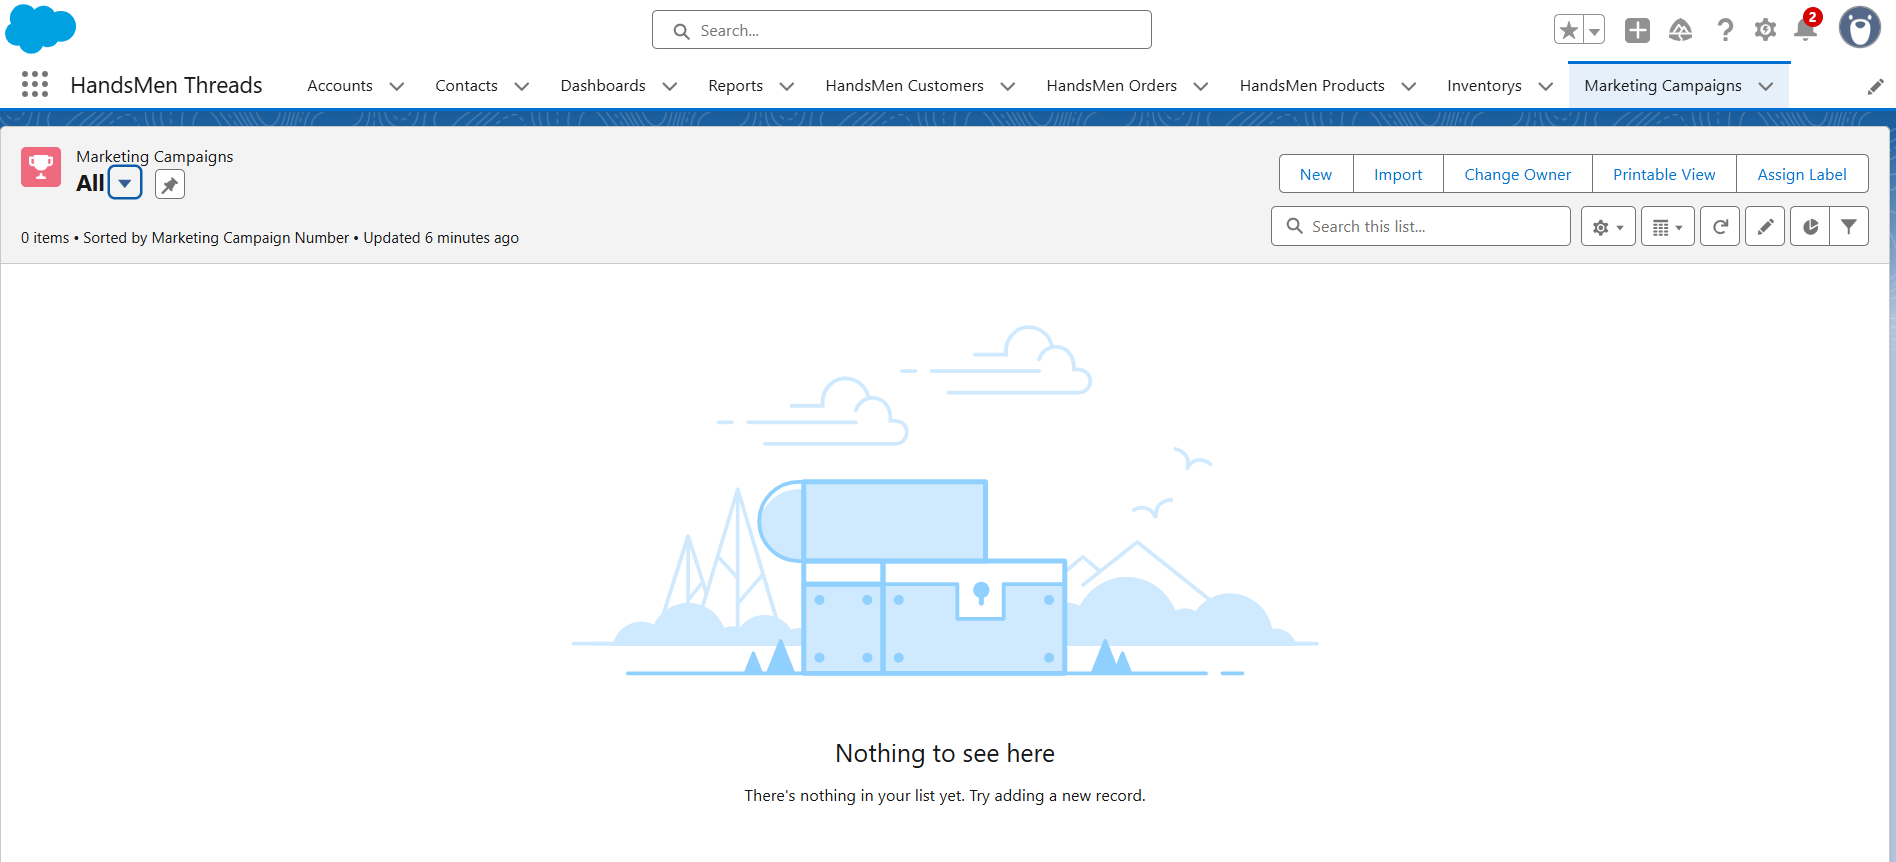 Search...
2
HandsMen Threads Accounts Contacts Dashboards Reports HandsMen Customers HandsMen Orders HandsMen Products Inventorys Marketing Campaigns
Marketing Campaigns
All
New Import Change Owner Printable View Assign Label
0 items • Sorted by Marketing Campaign Number • Updated 6 minutes ago
Search this list...
Nothing to see here
There's nothing in your list yet. Try adding a new record.